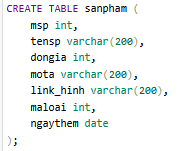 CREATE TABLE sanpham (
    msp int,
    tensp varchar(200),
    dongia int,
    mota varchar(200),
    link_hinh varchar(200),
    maloai int,
    ngaythem date
);